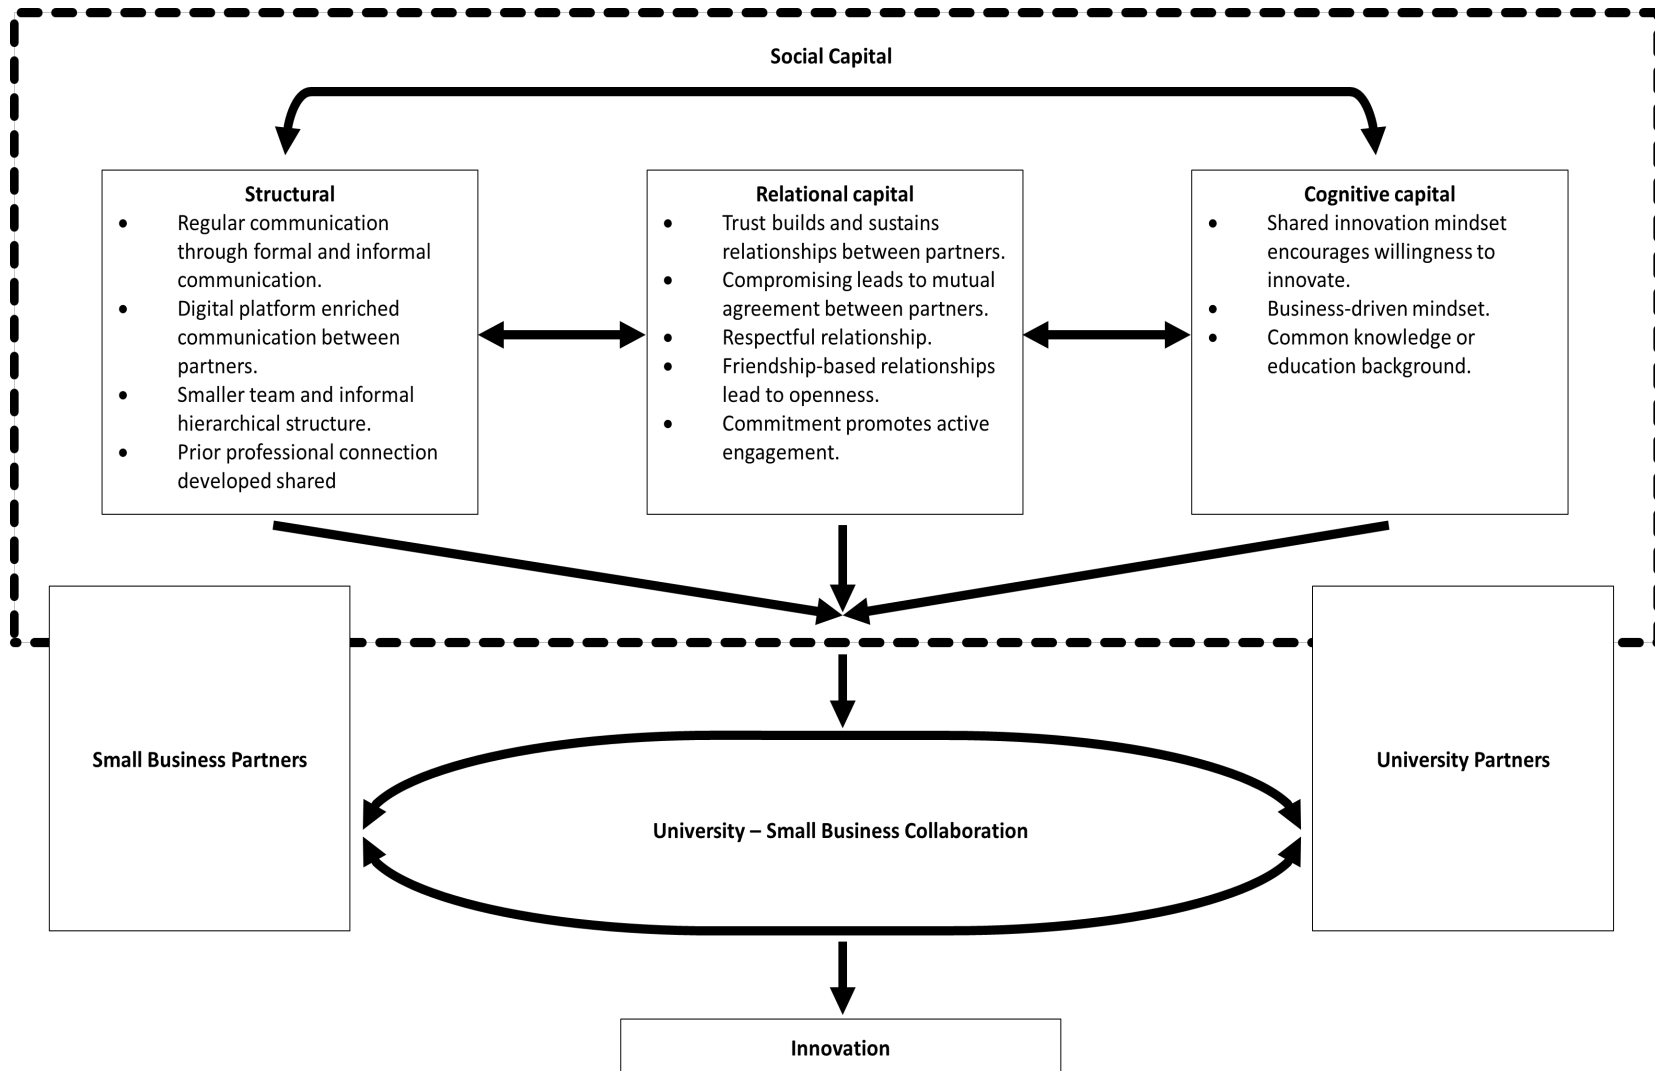 Social Capital
Structural
• Regular communication
through formal and informal
communication.
• Digital platform enriched
communication between
partners.
• Smaller team and informal
hierarchical structure.
• Prior professional connection
developed shared
Relational capital
• Trust builds and sustains
relationships between partners.
• Compromising leads to mutual
agreement between partners.
• Respectful relationship.
• Friendship-based relationships
lead to openness.
• Commitment promotes active
engagement.
Cognitive capital
• Shared innovation mindset
encourages willingness to
innovate.
• Business-driven mindset.
• Common knowledge or
education background.
Small Business Partners
University Partners
University – Small Business Collaboration
Innovation